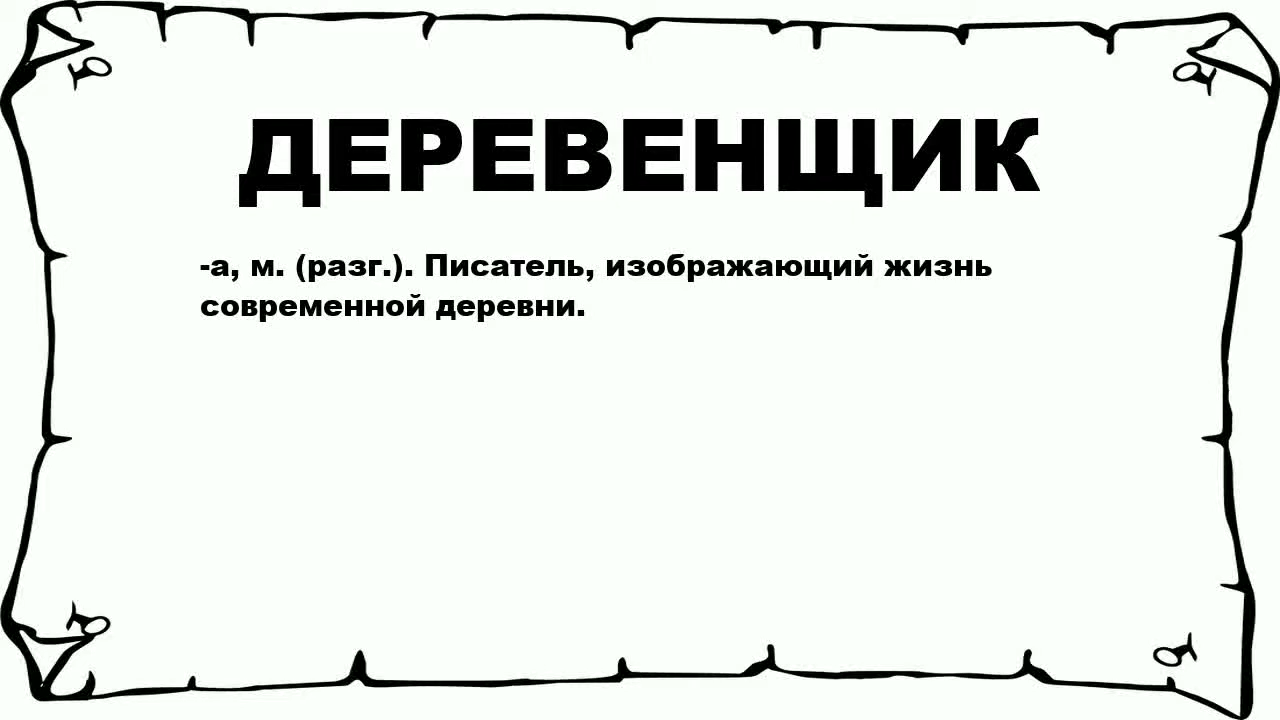 ДЕРЕВЕНЩИК
-а, м. (разг.). Писатель, изображающий жизнь
современной деревни.